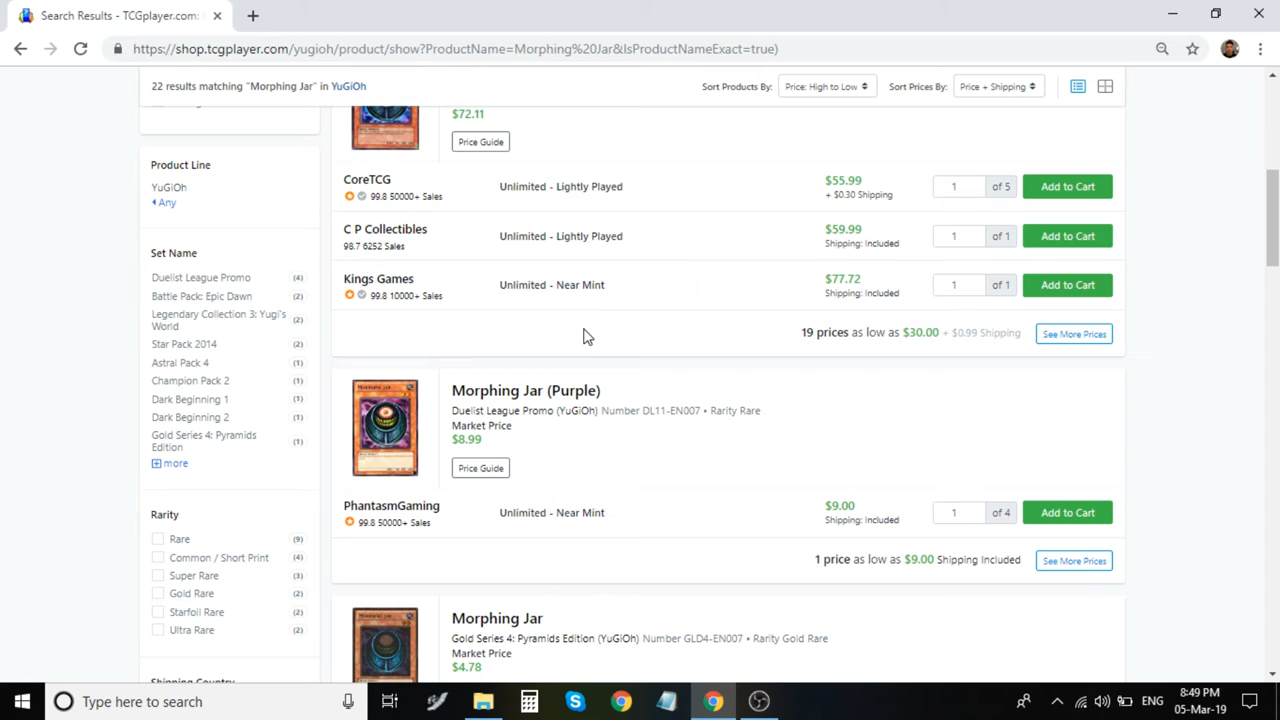 Search Results - TCGplayer.com:
https://shop.tcgplayer.com/yugioh/product/show?ProductName=Morphing%20Jar&IsProductNameExact=true)
22 results matching "Morphing Jar" in YuGiOh
Sort Products By: Price: High to Low
Sort Prices By: Price + Shipping
$72.11
Price Guide
Product Line
YuGiOh
Any
Set Name
Duelist League Promo (4)
Battle Pack: Epic Dawn (2)
Legendary Collection 3: Yugi's
World (2)
Star Pack 2014 (2)
Astral Pack 4 (1)
Champion Pack 2 (1)
Dark Beginning 1 (1)
Dark Beginning 2 (1)
Gold Series 4: Pyramids
Edition (1)
more
Rarity
Rare (9)
Common / Short Print (4)
Super Rare (3)
Gold Rare (2)
Starfoil Rare (2)
Ultra Rare (2)
Shipping Country
CoreTCG
99.8 50000+ Sales
Unlimited - Lightly Played
$55.99
+ $0.30 Shipping
1 of 5 Add to Cart
C P Collectibles
98.7 6252 Sales
Unlimited - Lightly Played
$59.99
Shipping: Included
1 of 1 Add to Cart
Kings Games
99.8 10000+ Sales
Unlimited - Near Mint
$77.72
Shipping: Included
1 of 1 Add to Cart
19 prices as low as $30.00 + $0.99 Shipping See More Prices
Morphing Jar
Morphing Jar (Purple)
Duelist League Promo (YuGiOh) Number DL11-EN007 • Rarity Rare
Market Price
$8.99
Price Guide
PhantasmGaming
99.8 50000+ Sales
Unlimited - Near Mint
$9.00
Shipping: Included
1 of 4 Add to Cart
1 price as low as $9.00 Shipping Included See More Prices
Morphing Jar
Morphing Jar
Gold Series 4: Pyramids Edition (YuGiOh) Number GLD4-EN007 • Rarity Gold Rare
Market Price
$4.78
Type here to search
ENG
8:49 PM
05-Mar-19